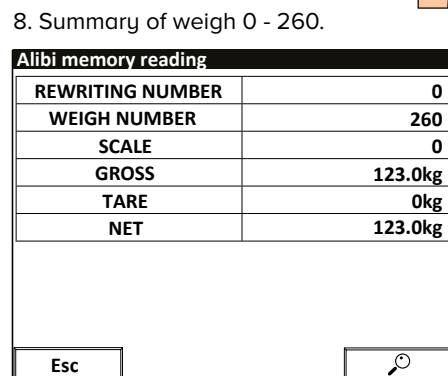 8. Summary of weigh 0 - 260.
Alibi memory reading
REWRITING NUMBER 0
WEIGH NUMBER 260
SCALE 0
GROSS 123.0kg
TARE 0kg
NET 123.0kg
Esc